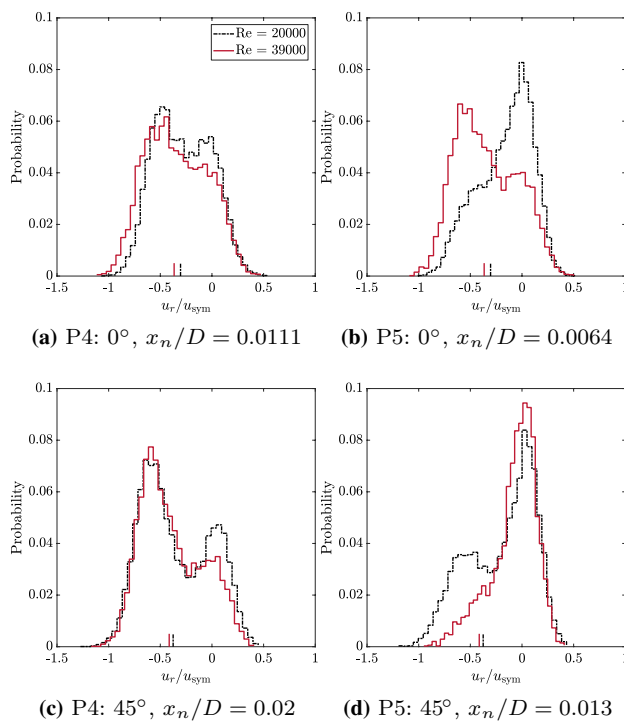 0.1
0.08
0.06
0.04
0.02
0
Probability
-1.5 -1 -0.5 0 0.5 1
u_r/u_sym
Re = 20000
Re = 39000
(a) P4: 0°, x_n/D = 0.0111
0.1
0.08
0.06
0.04
0.02
0
Probability
-1.5 -1 -0.5 0 0.5 1
u_r/u_sym
(b) P5: 0°, x_n/D = 0.0064
0.1
0.08
0.06
0.04
0.02
0
Probability
-1.5 -1 -0.5 0 0.5 1
u_r/u_sym
(c) P4: 45°, x_n/D = 0.02
0.1
0.08
0.06
0.04
0.02
0
Probability
-1.5 -1 -0.5 0 0.5 1
u_r/u_sym
(d) P5: 45°, x_n/D = 0.013